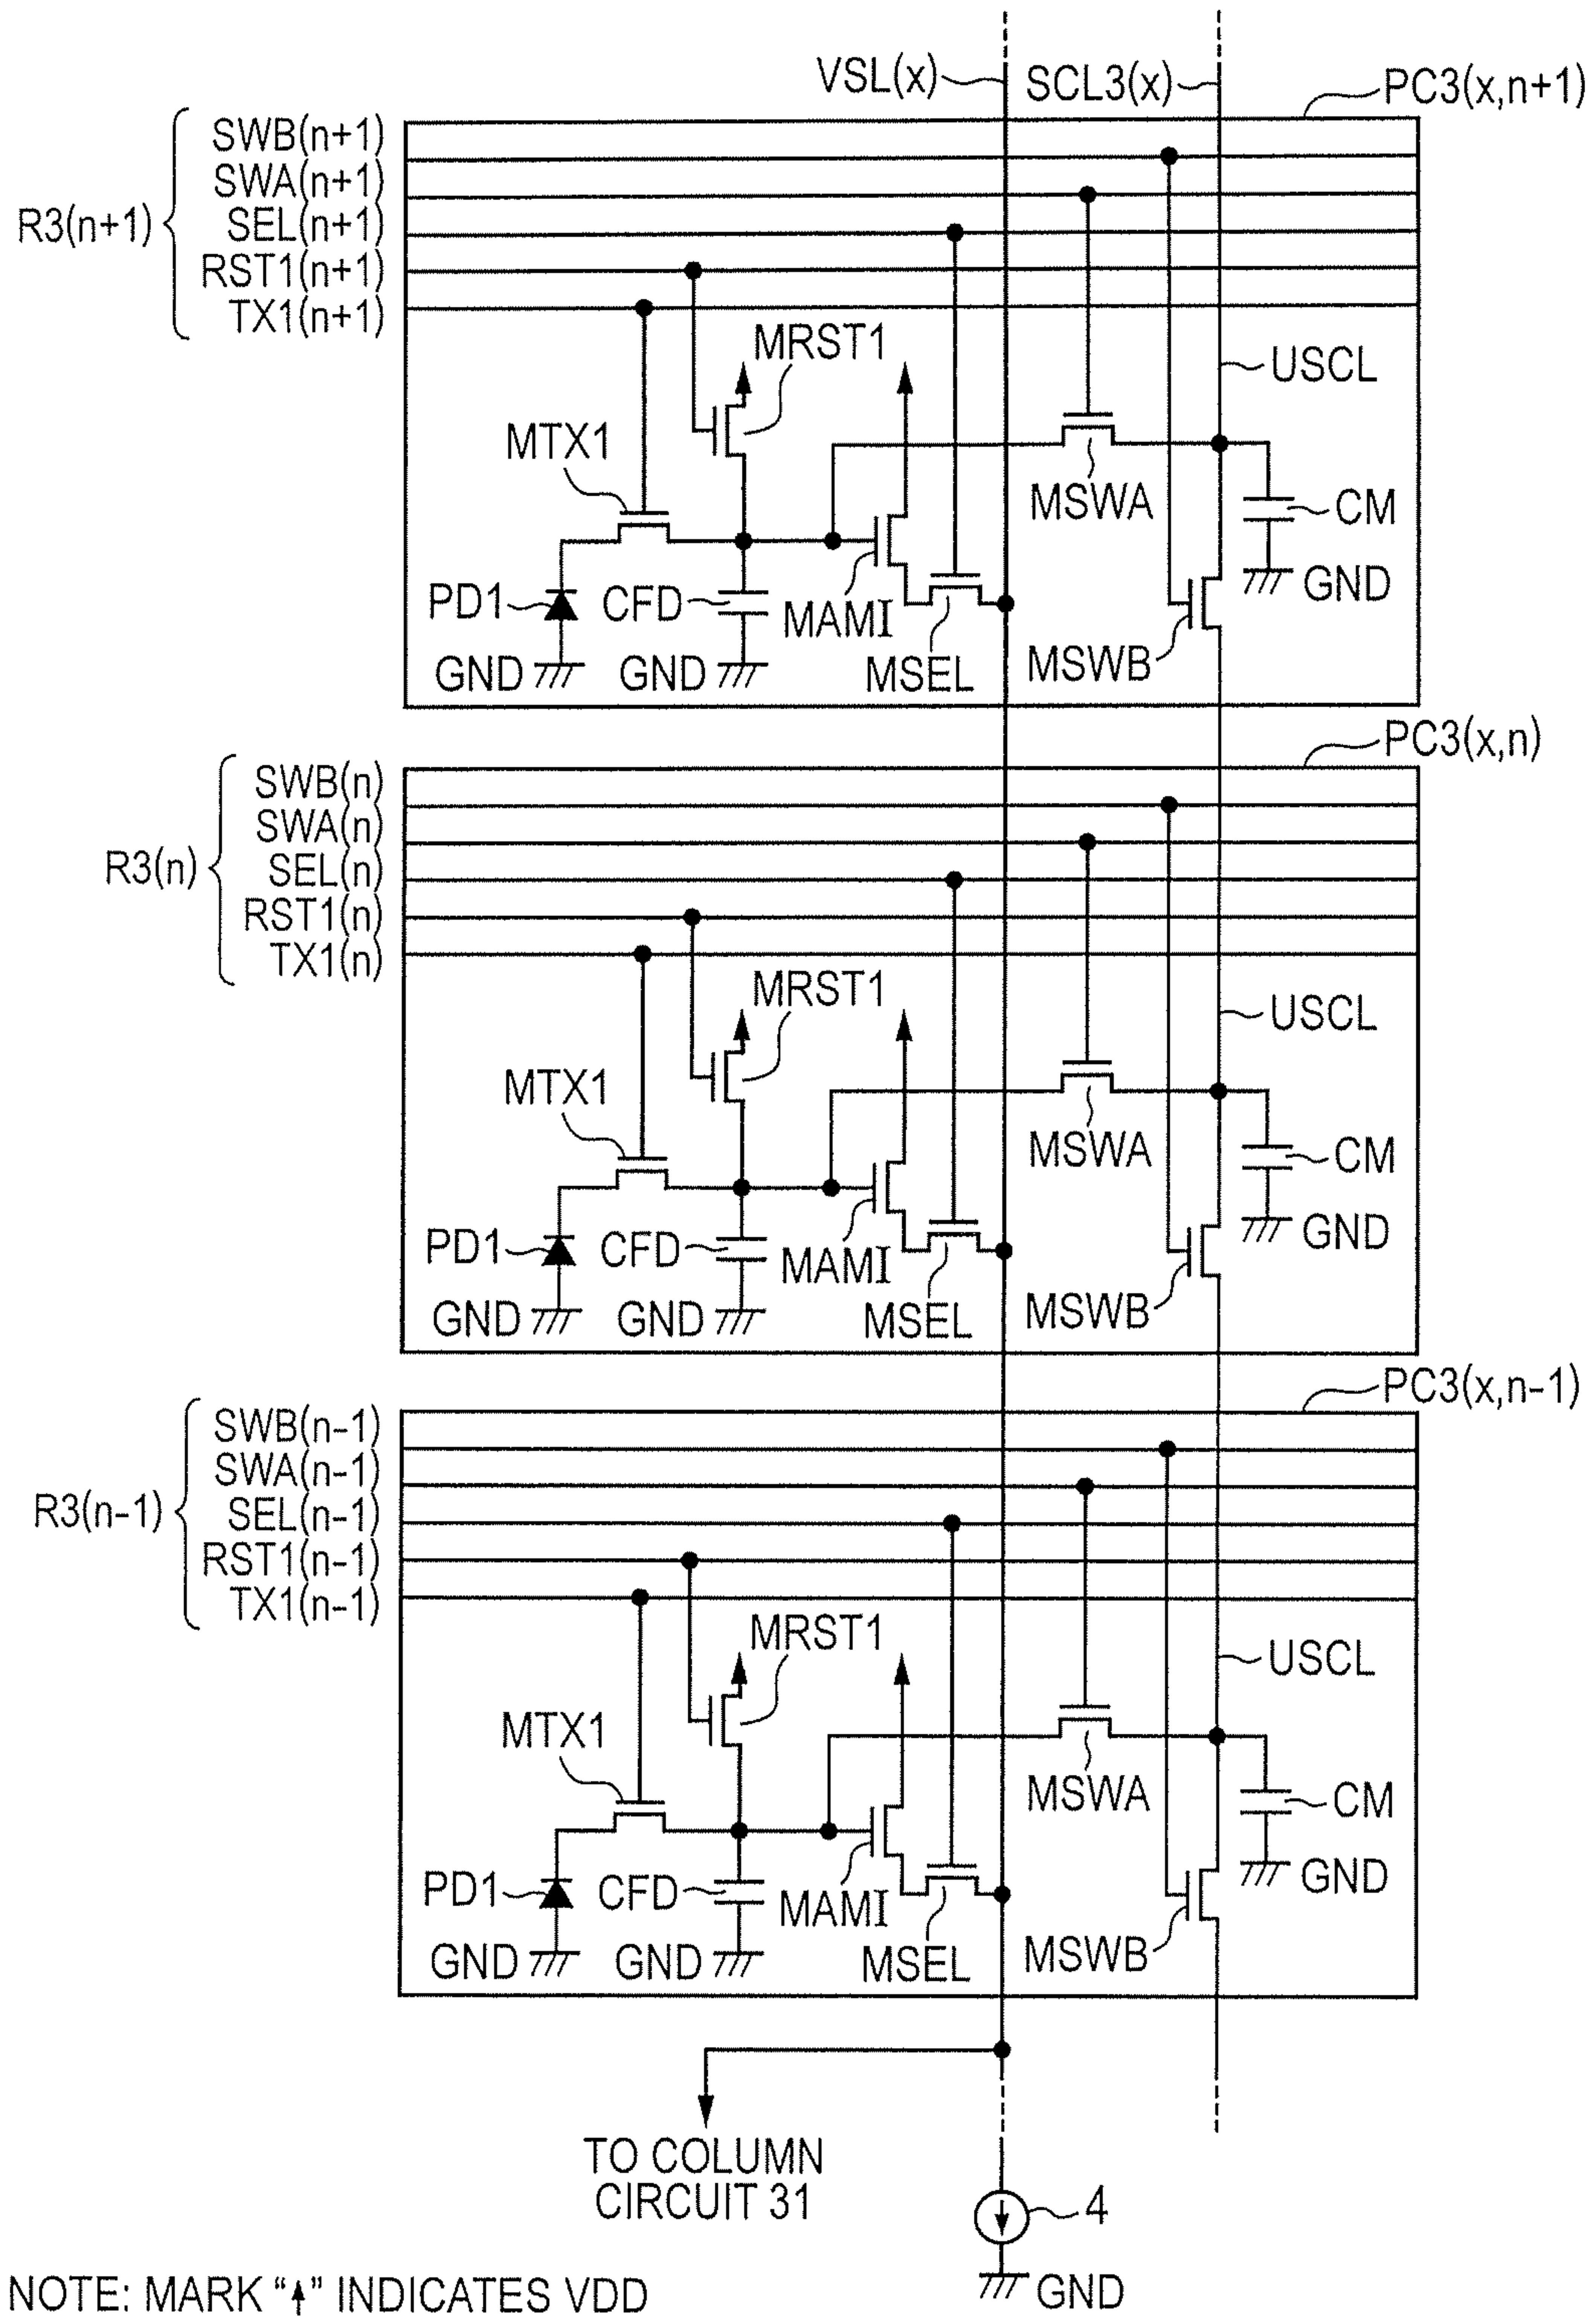 VSL(x)
SCL3(x)
PC3(x,n+1)
SWB(n+1)
SWA(n+1)
R3(n+1)
SEL(n+1)
RST1(n+1)
TX1(n+1)
MRST1
USCL
MTX1
MSWA
CM
PD1
CFD
MAMI
GND
MSWB
GND
GND
MSEL
PC3(x,n)
SWB(n)
SWA(n)
R3(n)
SEL(n)
RST1(n)
TX1(n)
MRST1
USCL
MTX1
MSWA
CM
PD1
CFD
MAMI
GND
MSWB
GND
GND
MSEL
PC3(x,n-1)
SWB(n-1)
SWA(n-1)
R3(n-1)
SEL(n-1)
RST1(n-1)
TX1(n-1)
MRST1
USCL
MTX1
MSWA
CM
PD1
CFD
MAMI
GND
MSWB
GND
GND
MSEL
TO COLUMN
CIRCUIT 31
4
GND
NOTE: MARK “↑” INDICATES VDD